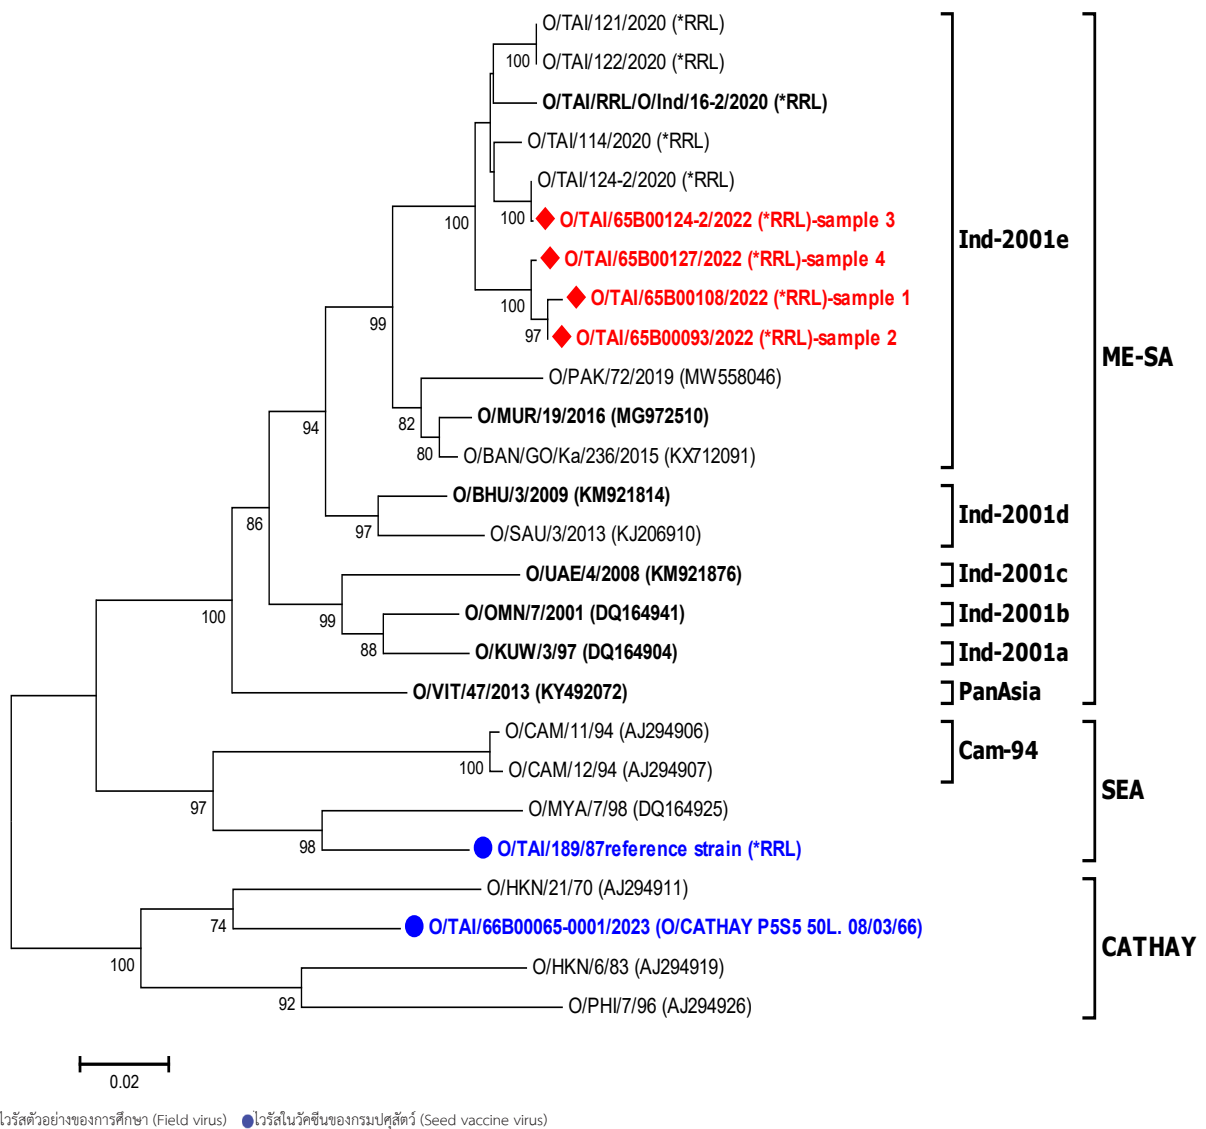 O/TAI/121/2020 (*RRL)
100 O/TAI/122/2020 (*RRL)
O/TAI/RRL/O/Ind/16-2/2020 (*RRL)
O/TAI/114/2020 (*RRL)
O/TAI/124-2/2020 (*RRL)
100 O/TAI/65B00124-2/2022 (*RRL)-sample 3
100
Ind-2001e
O/TAI/65B00127/2022 (*RRL)-sample 4
100 O/TAI/65B00108/2022 (*RRL)-sample 1
97 O/TAI/65B00093/2022 (*RRL)-sample 2
99
ME-SA
O/PAK/72/2019 (MW558046)
O/MUR/19/2016 (MG972510)
82
94
80 O/BAN/GO/Ka/236/2015 (KX712091)
O/BHU/3/2009 (KM921814)
Ind-2001d
86
97 O/SAU/3/2013 (KJ206910)
O/UAE/4/2008 (KM921876) Ind-2001c
O/OMN/7/2001 (DQ164941) Ind-2001b
100
99
88 O/KUW/3/97 (DQ164904) Ind-2001a
O/VIT/47/2013 (KY492072) PanAsia
O/CAM/11/94 (AJ294906)
Cam-94
100 O/CAM/12/94 (AJ294907)
SEA
97
O/MYA/7/98 (DQ164925)
98 O/TAI/189/87reference strain (*RRL)
O/HKN/21/70 (AJ294911)
74 O/TAI/66B00065-0001/2023 (O/CATHAY P5S5 50L. 08/03/66)
CATHAY
100
O/HKN/6/83 (AJ294919)
92 O/PHI/7/96 (AJ294926)
0.02
ไวรัสตัวอย่างของการศึกษา (Field virus) ไวรัสในวัคซีนของกรมปศุสัตว์ (Seed vaccine virus)